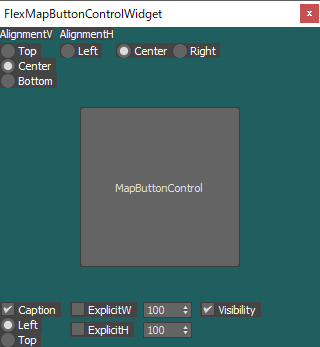 FlexMapButtonControlWidget x
AlignmentV AlignmentH
Top Left Center Right
Center
Bottom
MapButtonControl
Caption ExplicitW 100 Visibility
Left ExplicitH 100
Top